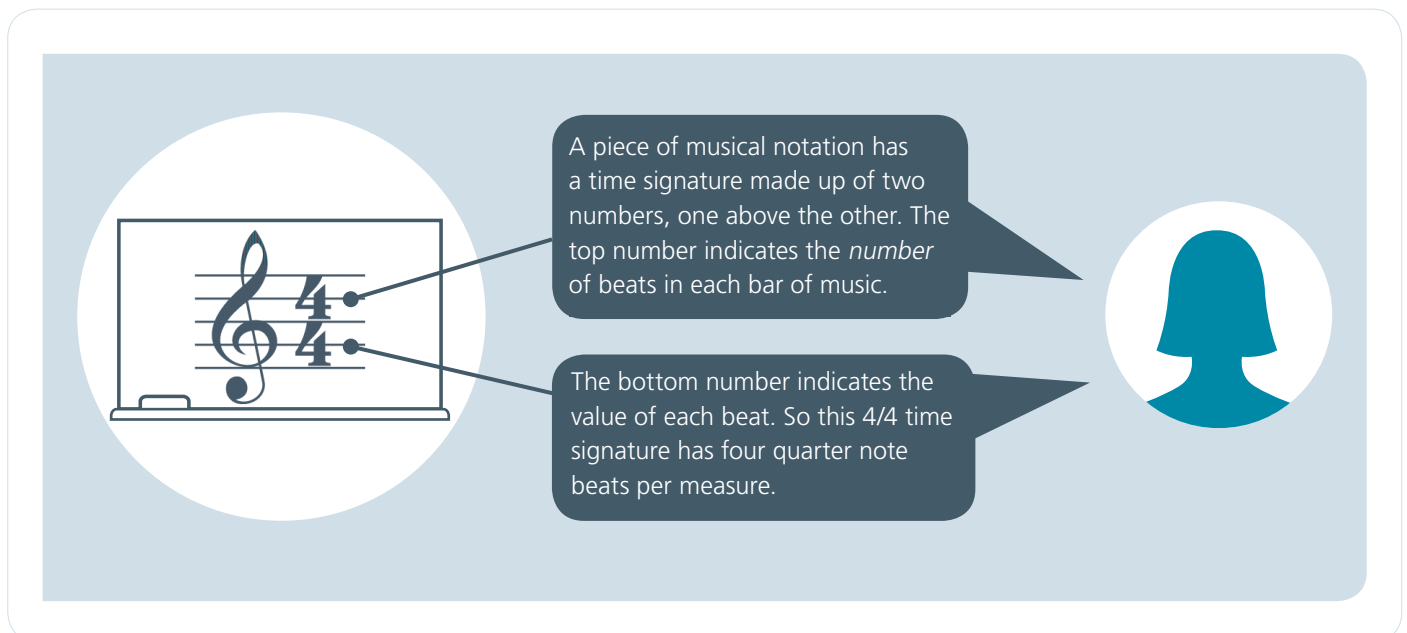 4
4
A piece of musical notation has
a time signature made up of two
numbers, one above the other. The
top number indicates the number
of beats in each bar of music.
The bottom number indicates the
value of each beat. So this 4/4 time
signature has four quarter note
beats per measure.